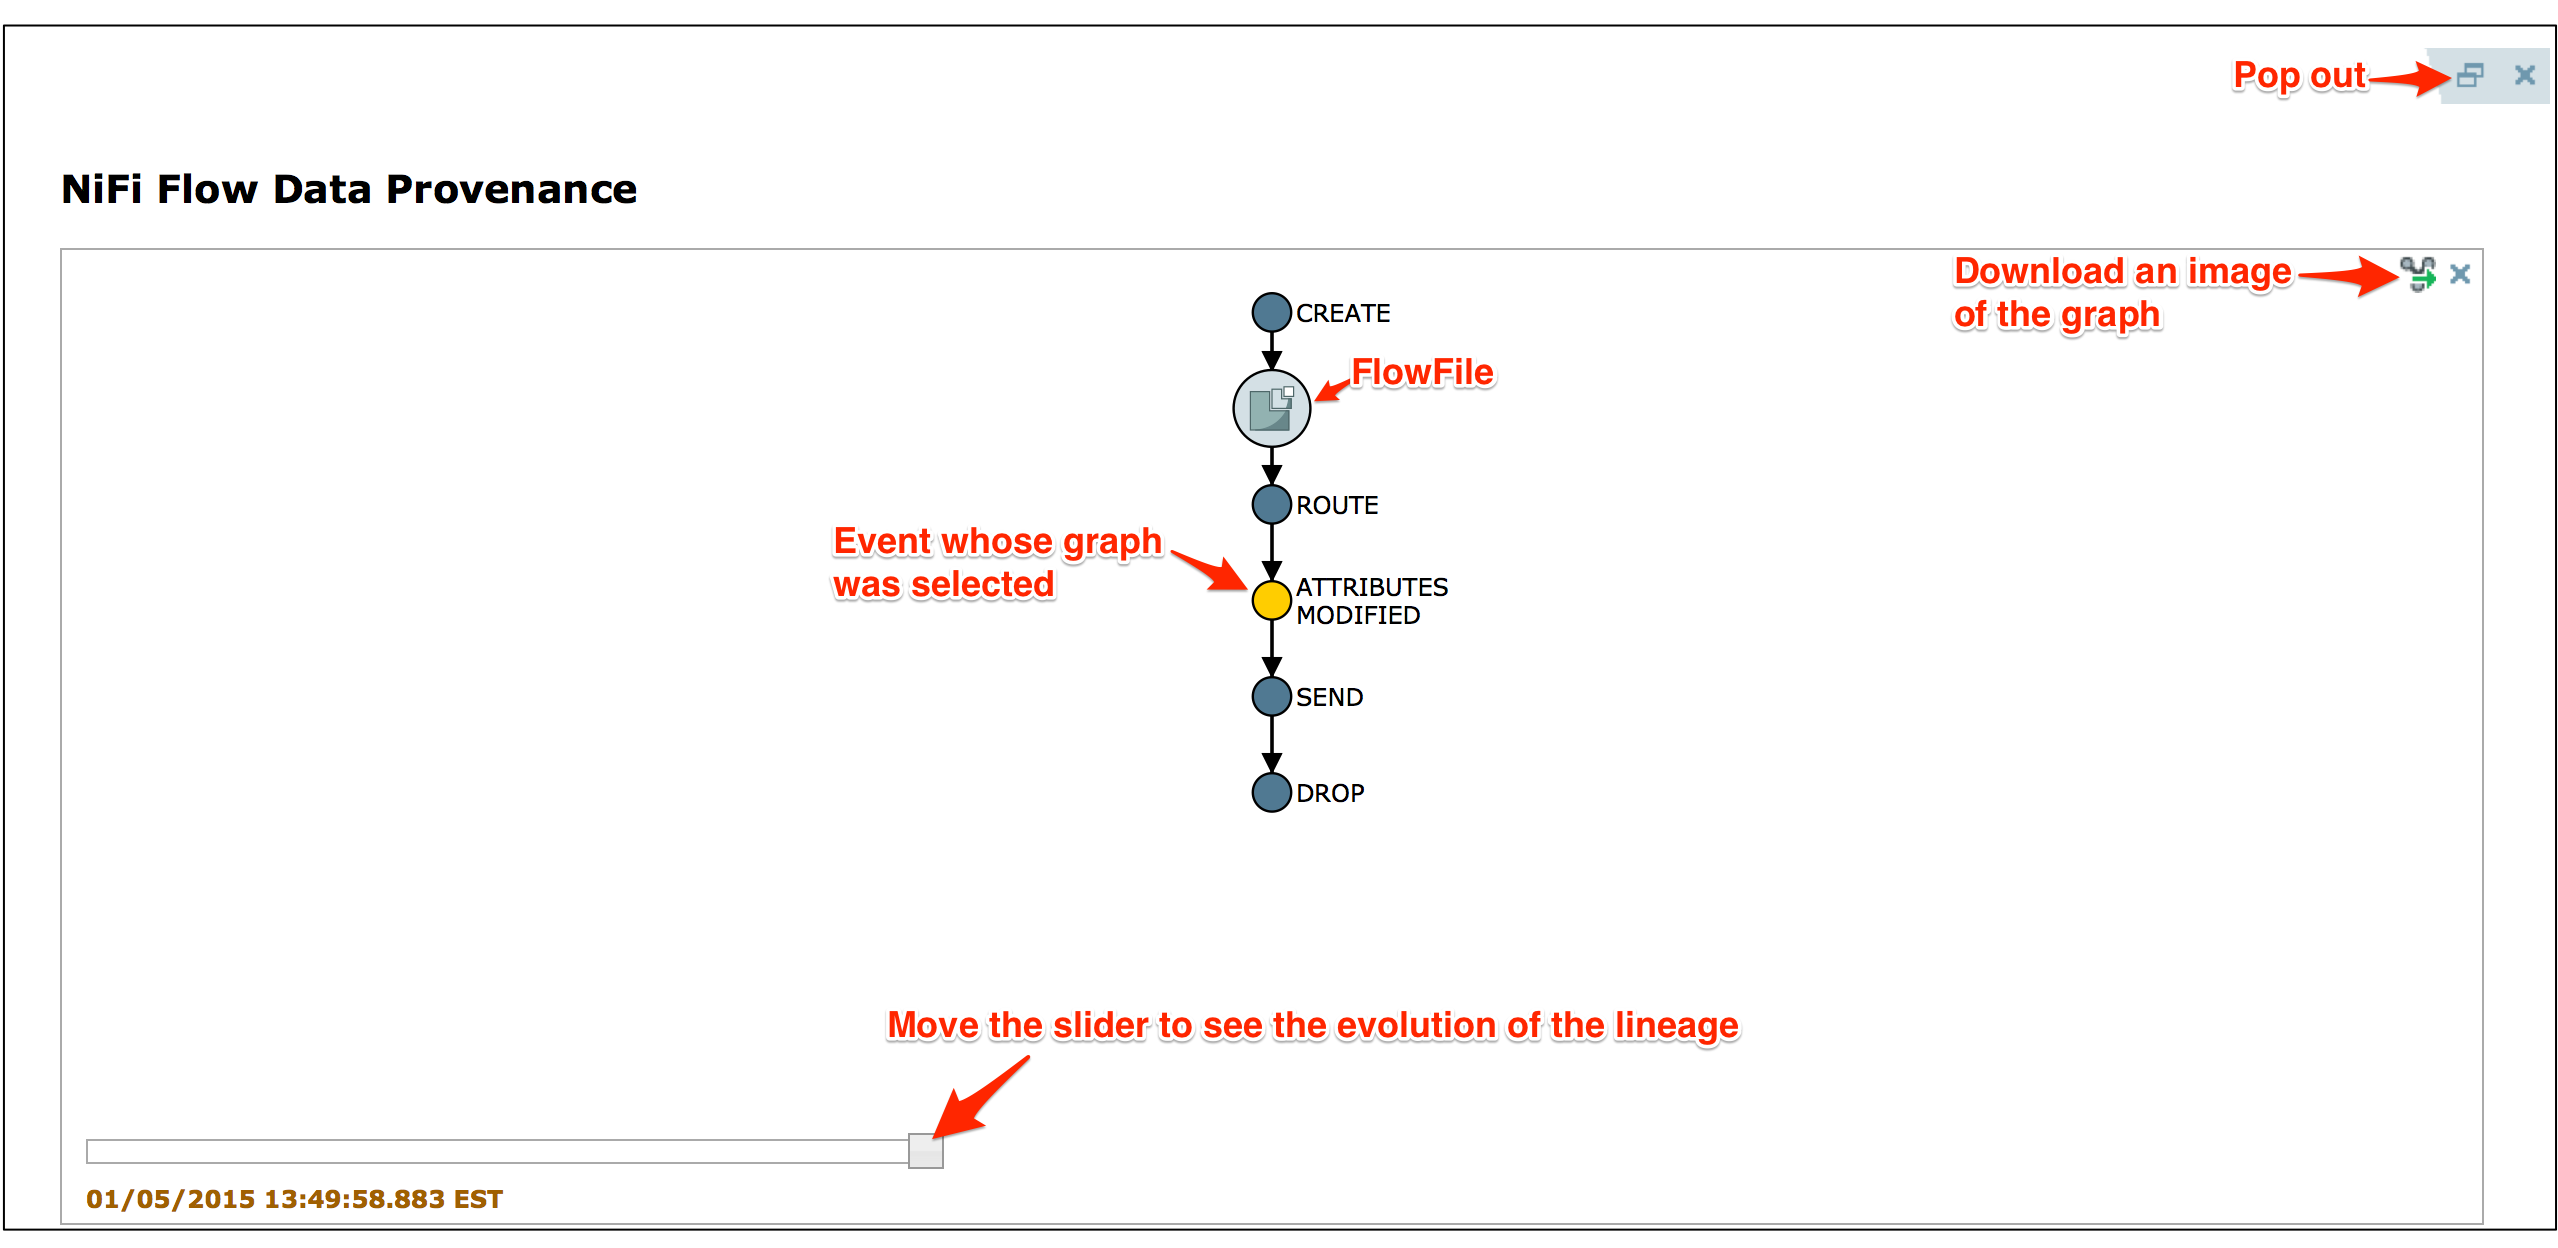 Pop out
NiFi Flow Data Provenance
Download an image
of the graph
CREATE
FlowFile
ROUTE
Event whose graph
was selected
ATTRIBUTES
MODIFIED
SEND
DROP
Move the slider to see the evolution of the lineage
01/05/2015 13:49:58.883 EST